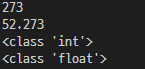 273
52.273
<class 'int'>
<class 'float'>